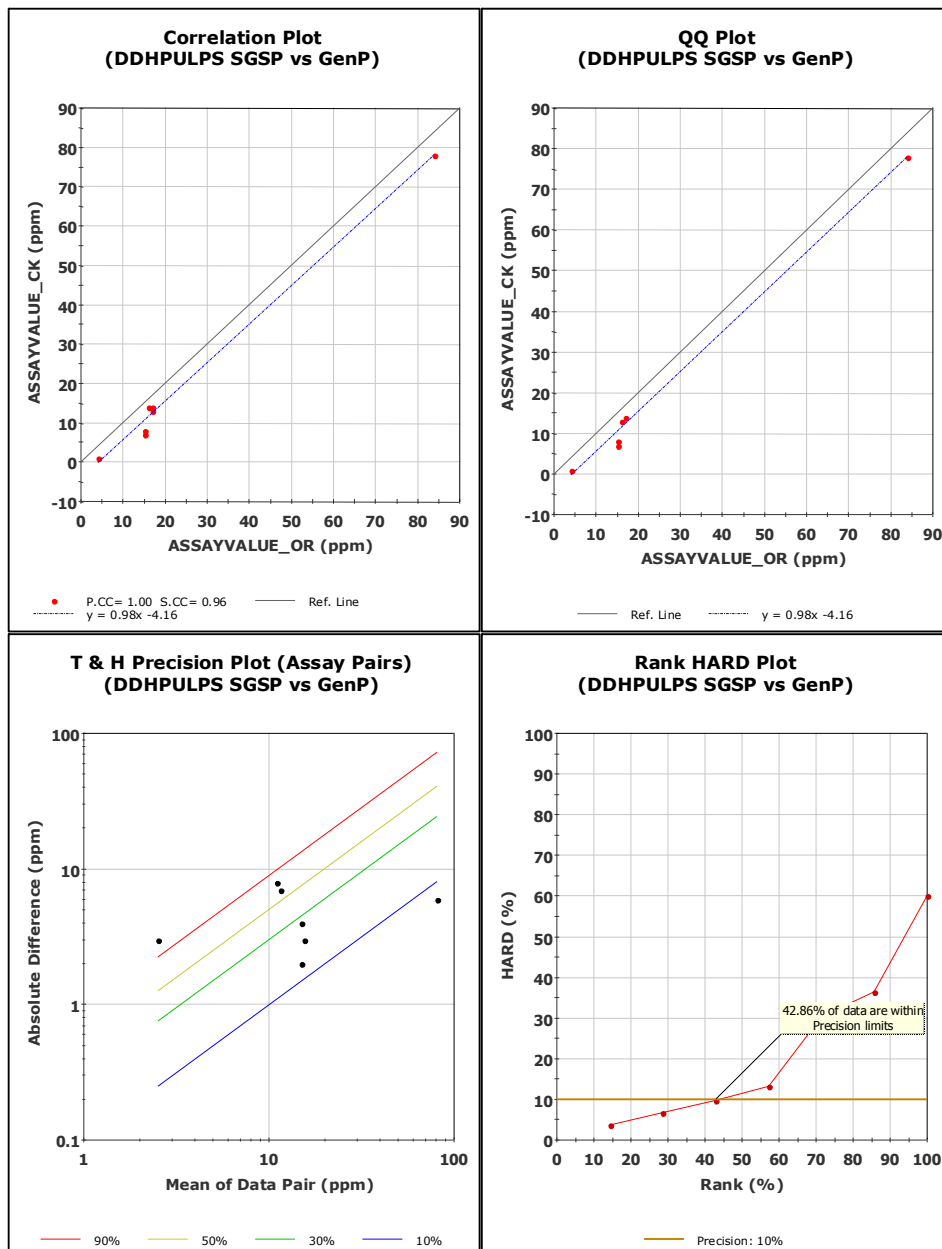 Correlation Plot
(DDHPULPS SGSP vs GenP)
90
80
70
60
50
40
30
20
10
0
-10
ASSAYVALUE_CK (ppm)
0 10 20 30 40 50 60 70 80 90
ASSAYVALUE_OR (ppm)
P.CC= 1.00 S.CC= 0.96 Ref. Line
y = 0.98x -4.16
QQ Plot
(DDHPULPS SGSP vs GenP)
90
80
70
60
50
40
30
20
10
0
-10
ASSAYVALUE_CK (ppm)
0 10 20 30 40 50 60 70 80 90
ASSAYVALUE_OR (ppm)
Ref. Line y = 0.98x -4.16
T & H Precision Plot (Assay Pairs)
(DDHPULPS SGSP vs GenP)
100
10
1
0.1
Absolute Difference (ppm)
1 10 100
Mean of Data Pair (ppm)
90% 50% 30% 10%
Rank HARD Plot
(DDHPULPS SGSP vs GenP)
100
90
80
70
60
50
40
30
20
10
0
HARD (%)
42.86% of data are within
Precision limits
0 10 20 30 40 50 60 70 80 90 100
Rank (%)
Precision: 10%